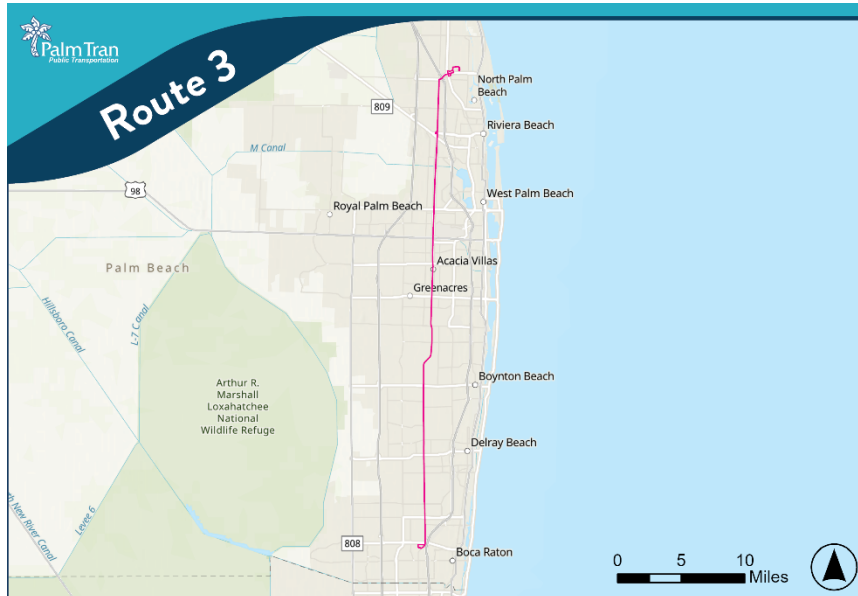 PalmTran
Public Transportation
Route 3
North Palm
Beach
809
Riviera Beach
M Canal
98
West Palm Beach
Royal Palm Beach
Acacia Villas
Palm Beach
Greenacres
Hillsboro Canal
L-7 Canal
Arthur R.
Marshall
Loxahatchee
National
Wildlife Refuge
Boynton Beach
Delray Beach
Levee 6
New River Canal
808
Boca Raton
0 5 10
Miles